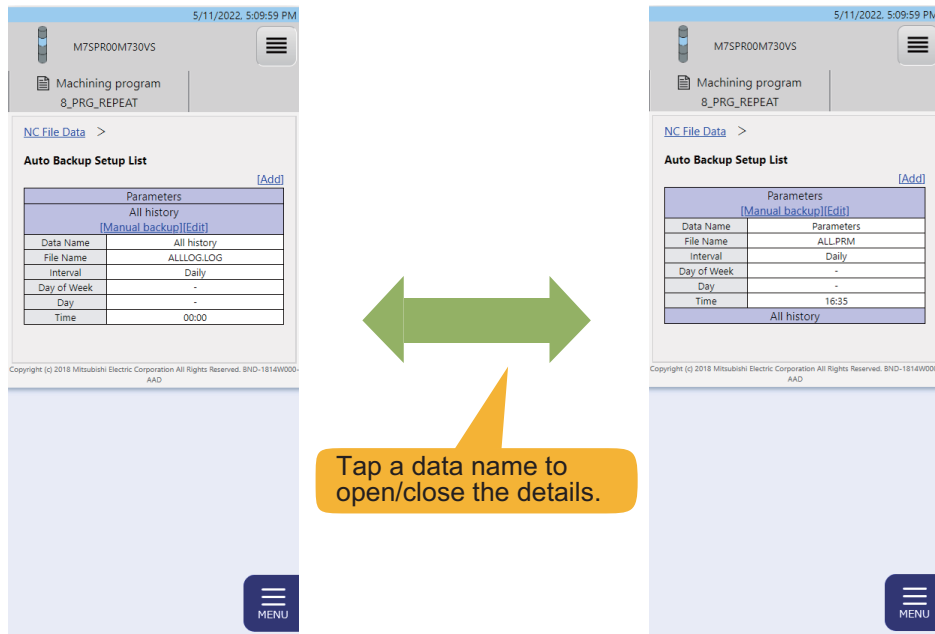 5/11/2022, 5:09:59 PM
M7SPR00M730VS
Machining program
8_PRG_REPEAT
NC File Data >
Auto Backup Setup List
[Add]
Parameters
All history
[Manual backup][Edit]
Data Name All history
File Name ALLLOG.LOG
Interval Daily
Day of Week -
Day -
Time 00:00
Copyright (c) 2018 Mitsubishi Electric Corporation All Rights Reserved. BND-1814W000-
AAD
MENU
Tap a data name to
open/close the details.
5/11/2022, 5:09:59 PM
M7SPR00M730VS
Machining program
8_PRG_REPEAT
NC File Data >
Auto Backup Setup List
[Add]
Parameters
[Manual backup][Edit]
Data Name Parameters
File Name ALL.PRM
Interval Daily
Day of Week -
Day -
Time 16:35
All history
Copyright (c) 2018 Mitsubishi Electric Corporation All Rights Reserved. BND-1814W000
AAD
MENU